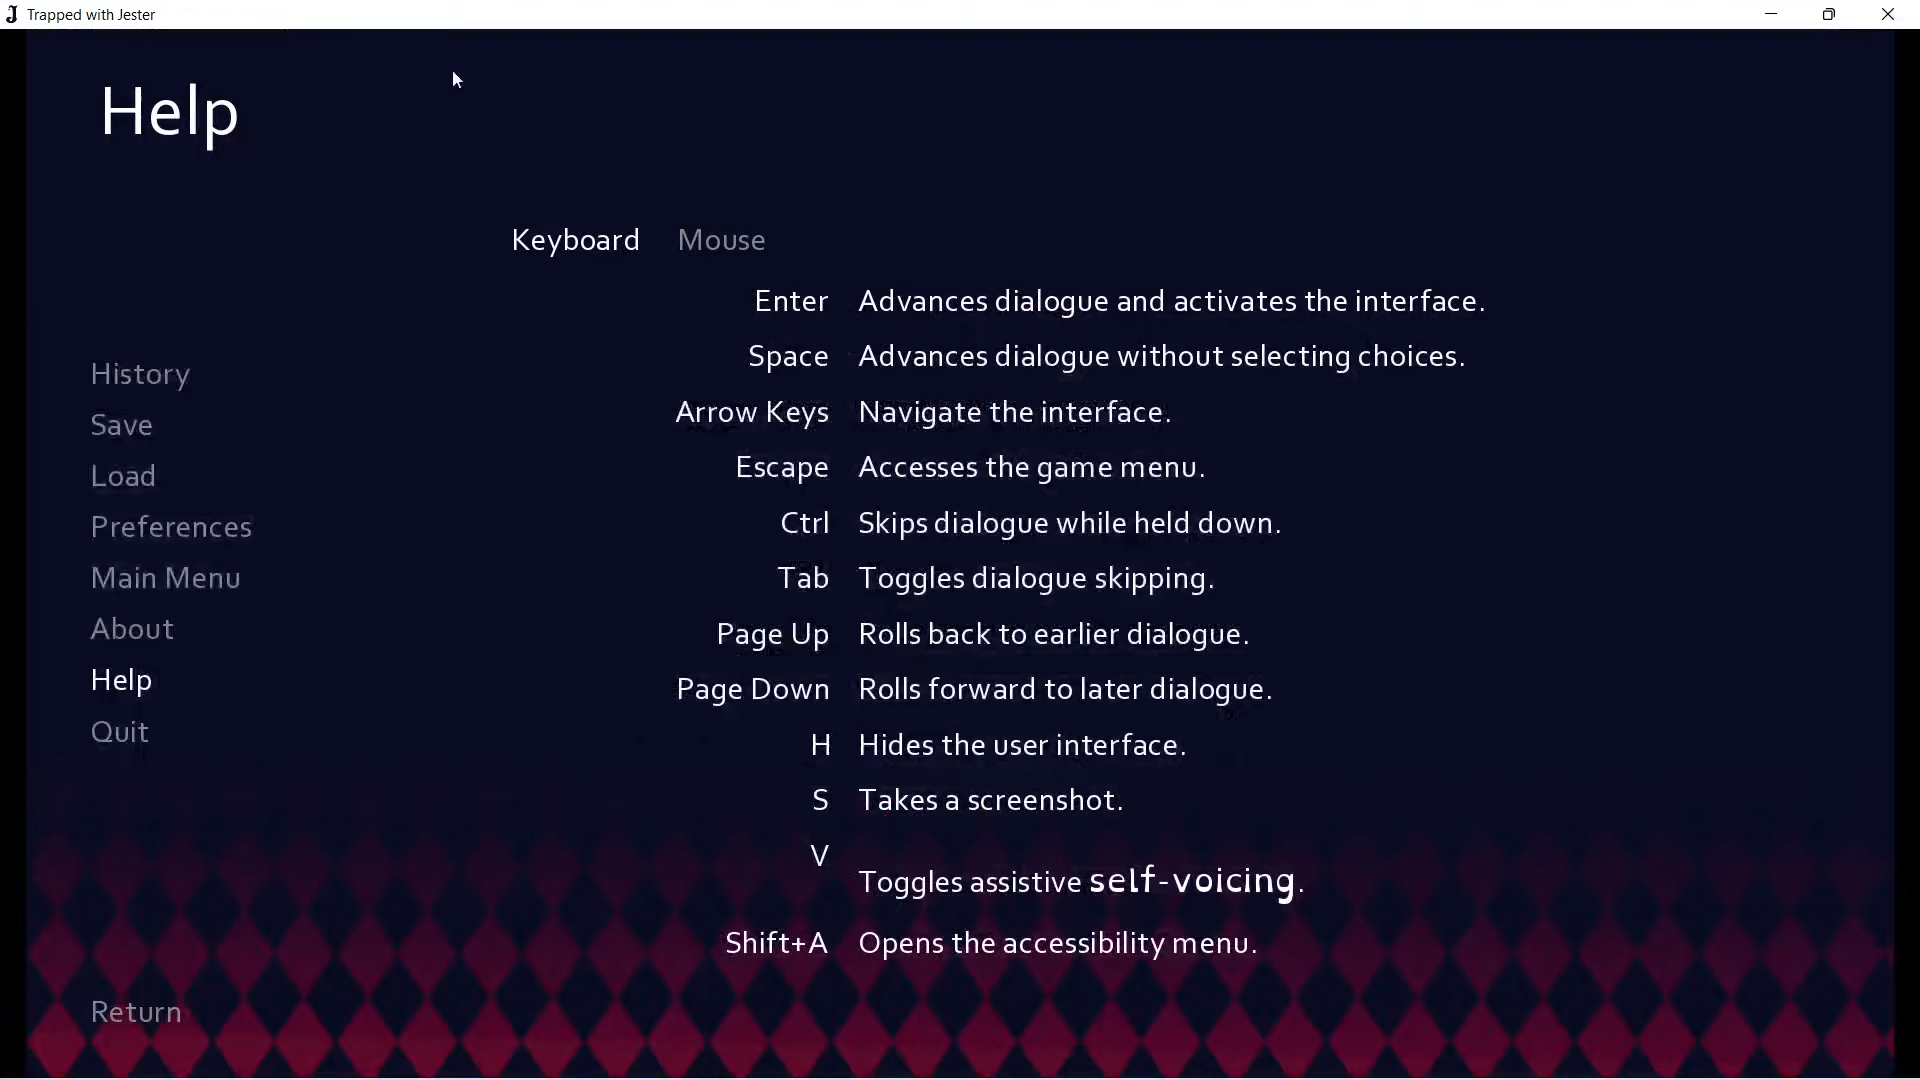 Trapped with Jester
Help
Keyboard Mouse
Enter Advances dialogue and activates the interface.
Space Advances dialogue without selecting choices.
Arrow Keys Navigate the interface.
Escape Accesses the game menu.
Ctrl Skips dialogue while held down.
Tab Toggles dialogue skipping.
Page Up Rolls back to earlier dialogue.
Page Down Rolls forward to later dialogue.
H Hides the user interface.
S Takes a screenshot.
V Toggles assistive self-voicing.
Shift+A Opens the accessibility menu.
History
Save
Load
Preferences
Main Menu
About
Help
Quit
Return